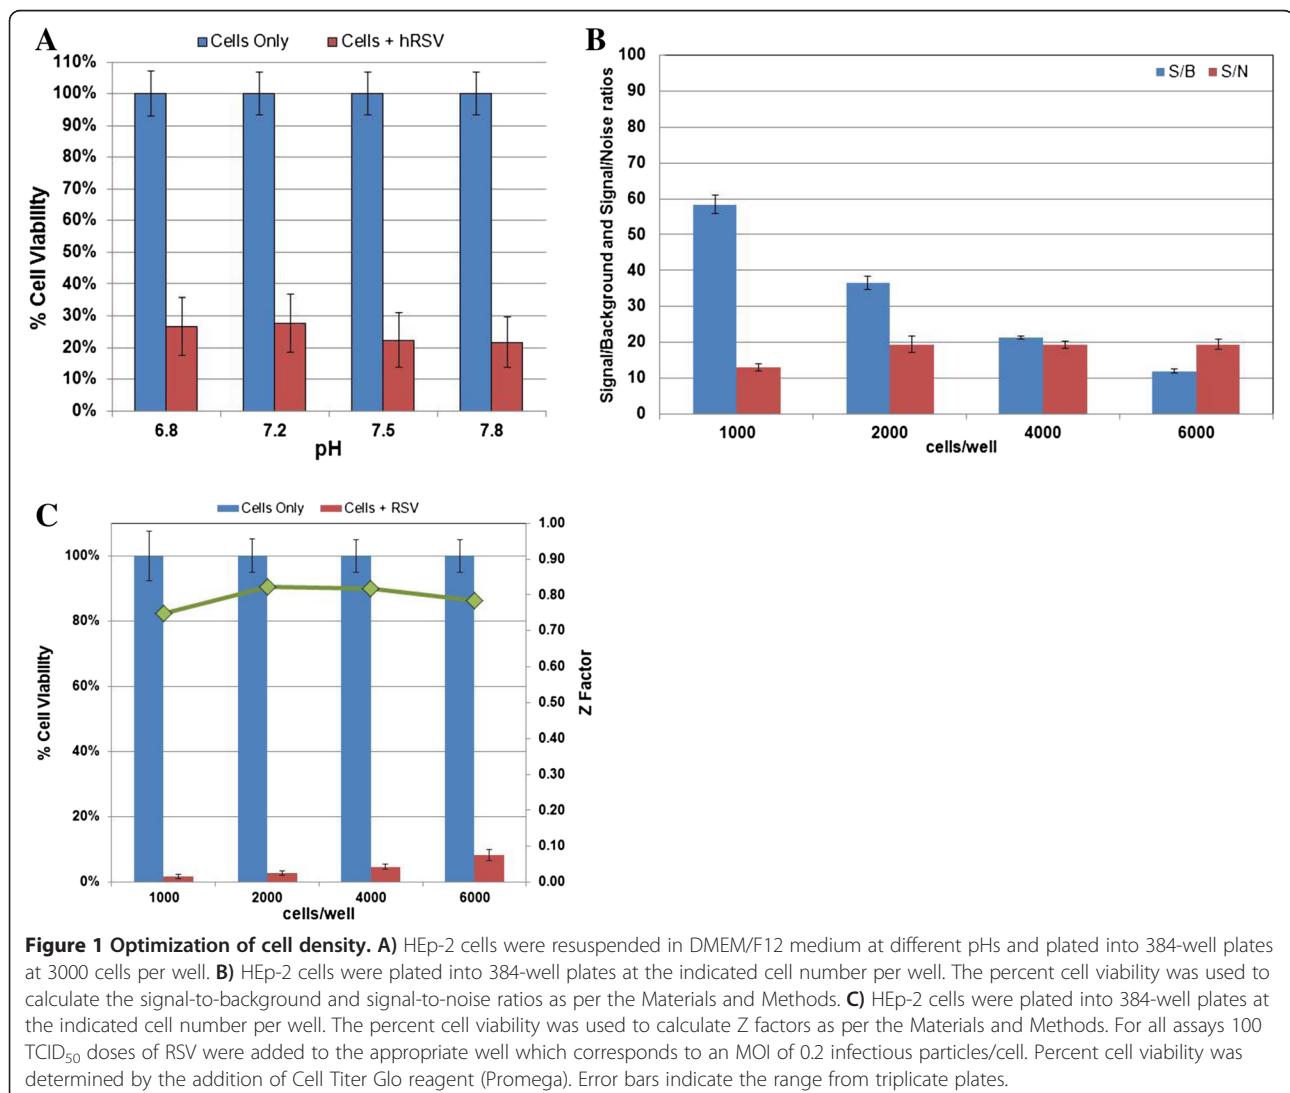 A
Cells Only
Cells + hRSV
110%
100%
90%
80%
70%
60%
50%
40%
30%
20%
10%
0%
% Cell Viability
6.8
7.2
7.5
7.8
pH
B
S/B
S/N
100
90
80
70
60
50
40
30
20
10
0
Signal/Background and Signal/Noise ratios
1000
2000
4000
6000
cells/well
C
Cells Only
Cells + RSV
100%
80%
60%
40%
20%
0%
% Cell Viability
1.00
0.90
0.80
0.70
0.60
0.50
0.40
0.30
0.20
0.10
0.00
Z Factor
1000
2000
4000
6000
cells/well
Figure 1 Optimization of cell density. A) HEp-2 cells were resuspended in DMEM/F12 medium at different pHs and plated into 384-well plates
at 3000 cells per well. B) HEp-2 cells were plated into 384-well plates at the indicated cell number per well. The percent cell viability was used to
calculate the signal-to-background and signal-to-noise ratios as per the Materials and Methods. C) HEp-2 cells were plated into 384-well plates at
the indicated cell number per well. The percent cell viability was used to calculate Z factors as per the Materials and Methods. For all assays 100
TCID50 doses of RSV were added to the appropriate well which corresponds to an MOI of 0.2 infectious particles/cell. Percent cell viability was
determined by the addition of Cell Titer Glo reagent (Promega). Error bars indicate the range from triplicate plates.